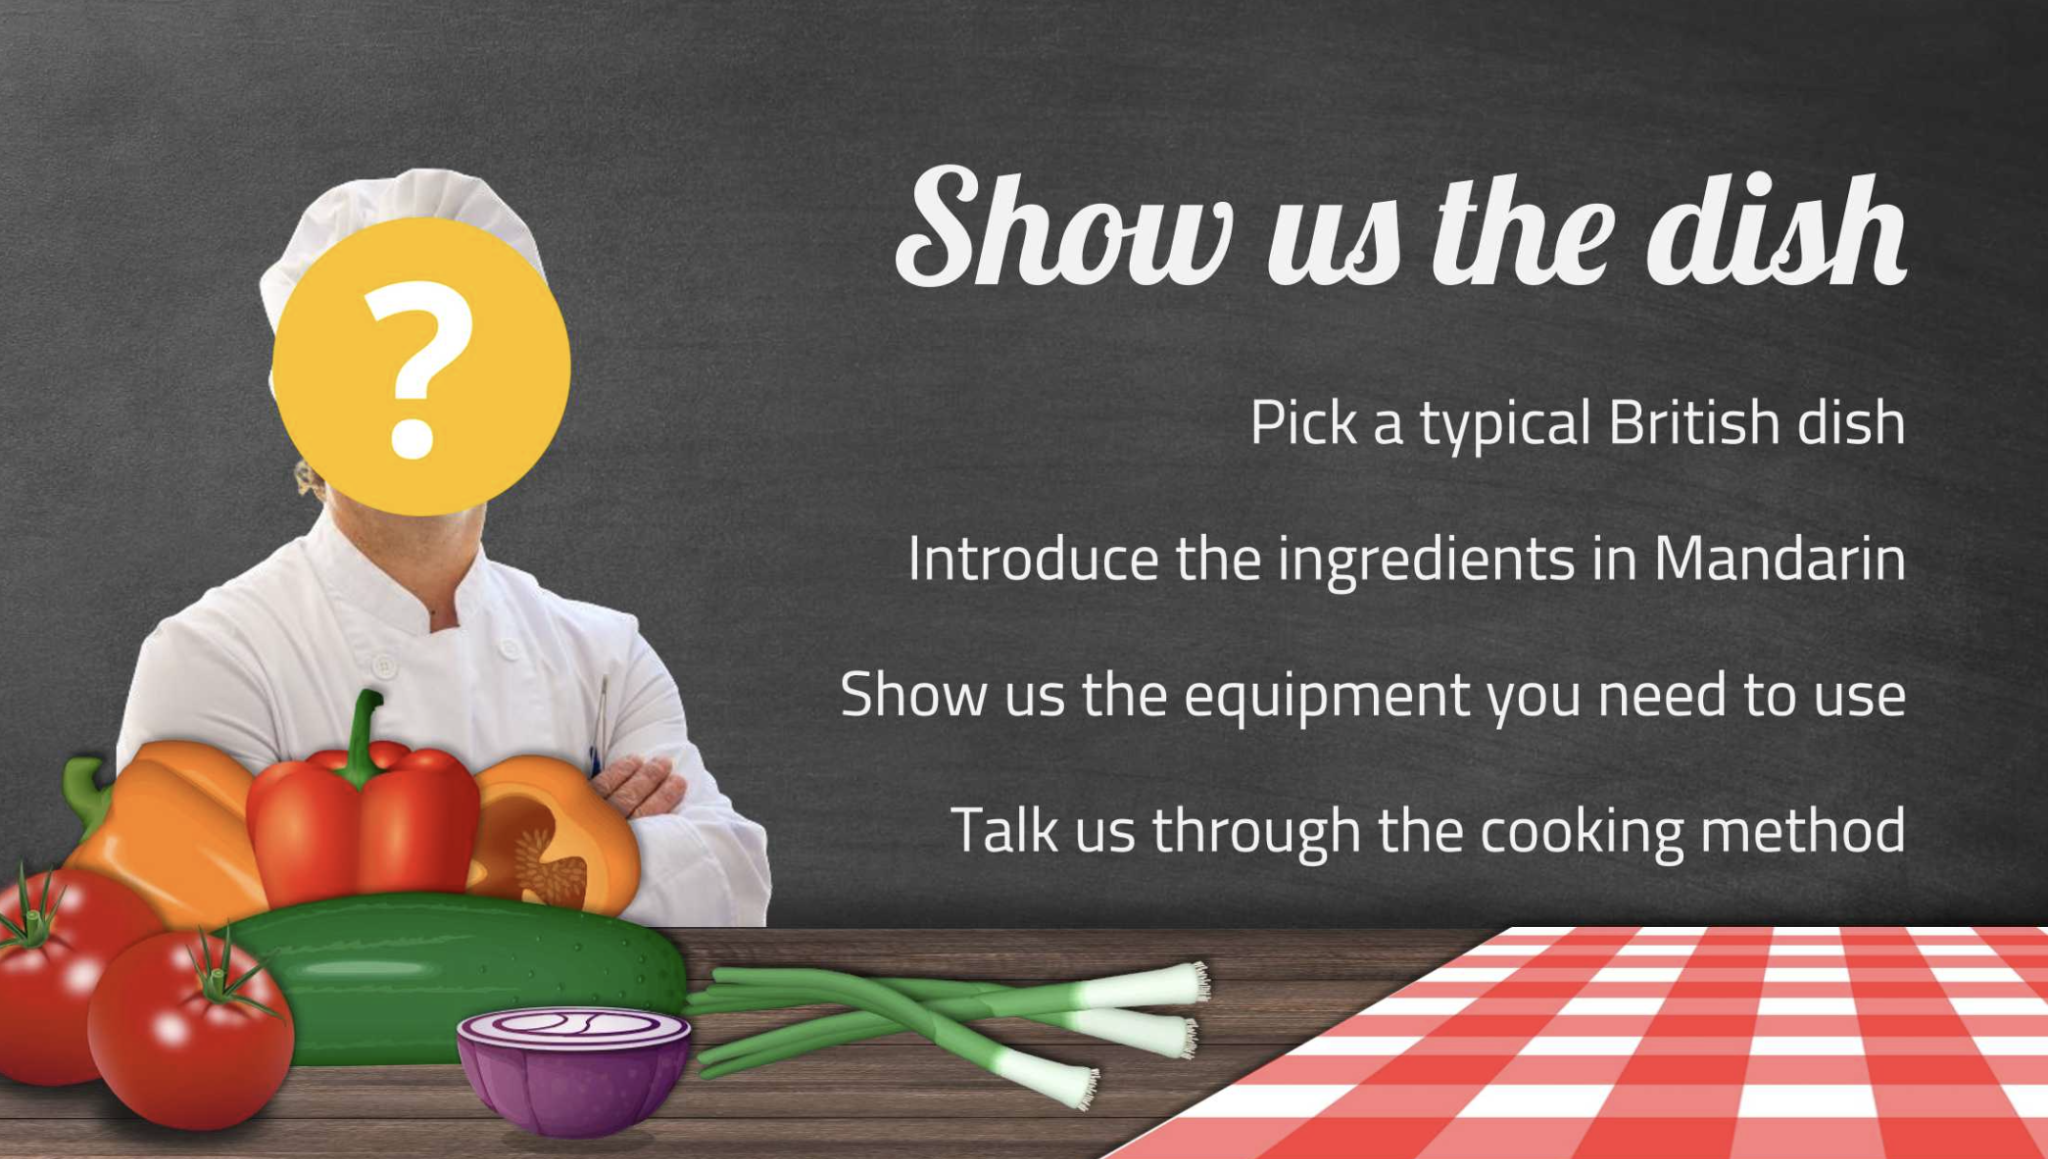 ?
Show us the dish
Pick a typical British dish
Introduce the ingredients in Mandarin
Show us the equipment you need to use
Talk us through the cooking method